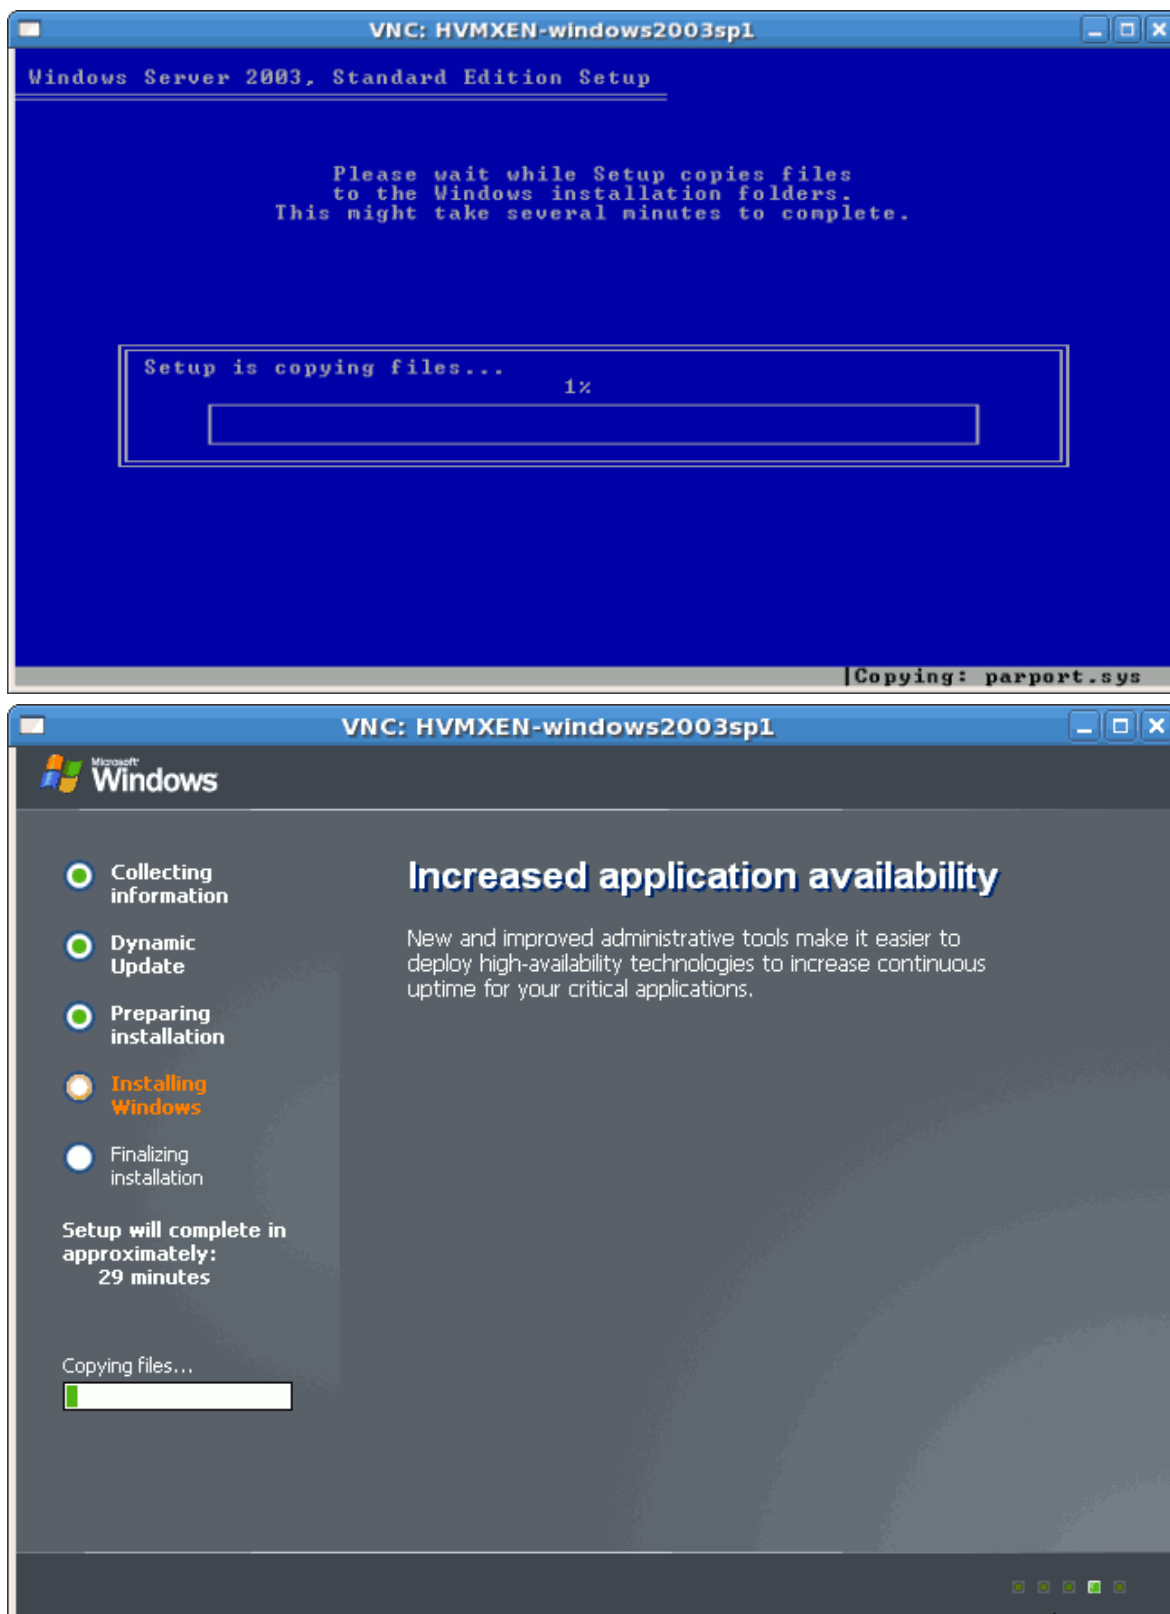 VNC: HVMXEN-windows2003sp1
Windows Server 2003, Standard Edition Setup
Please wait while Setup copies files
to the Windows installation folders.
This might take several minutes to complete.
Setup is copying files...
1%
|Copying: parport.sys
VNC: HVMXEN-windows2003sp1
Microsoft
Windows
Collecting
information
Dynamic
Update
Preparing
installation
Installing
Windows
Finalizing
installation
Setup will complete in
approximately:
29 minutes
Copying files...
Increased application availability
New and improved administrative tools make it easier to
deploy high-availability technologies to increase continuous
uptime for your critical applications.